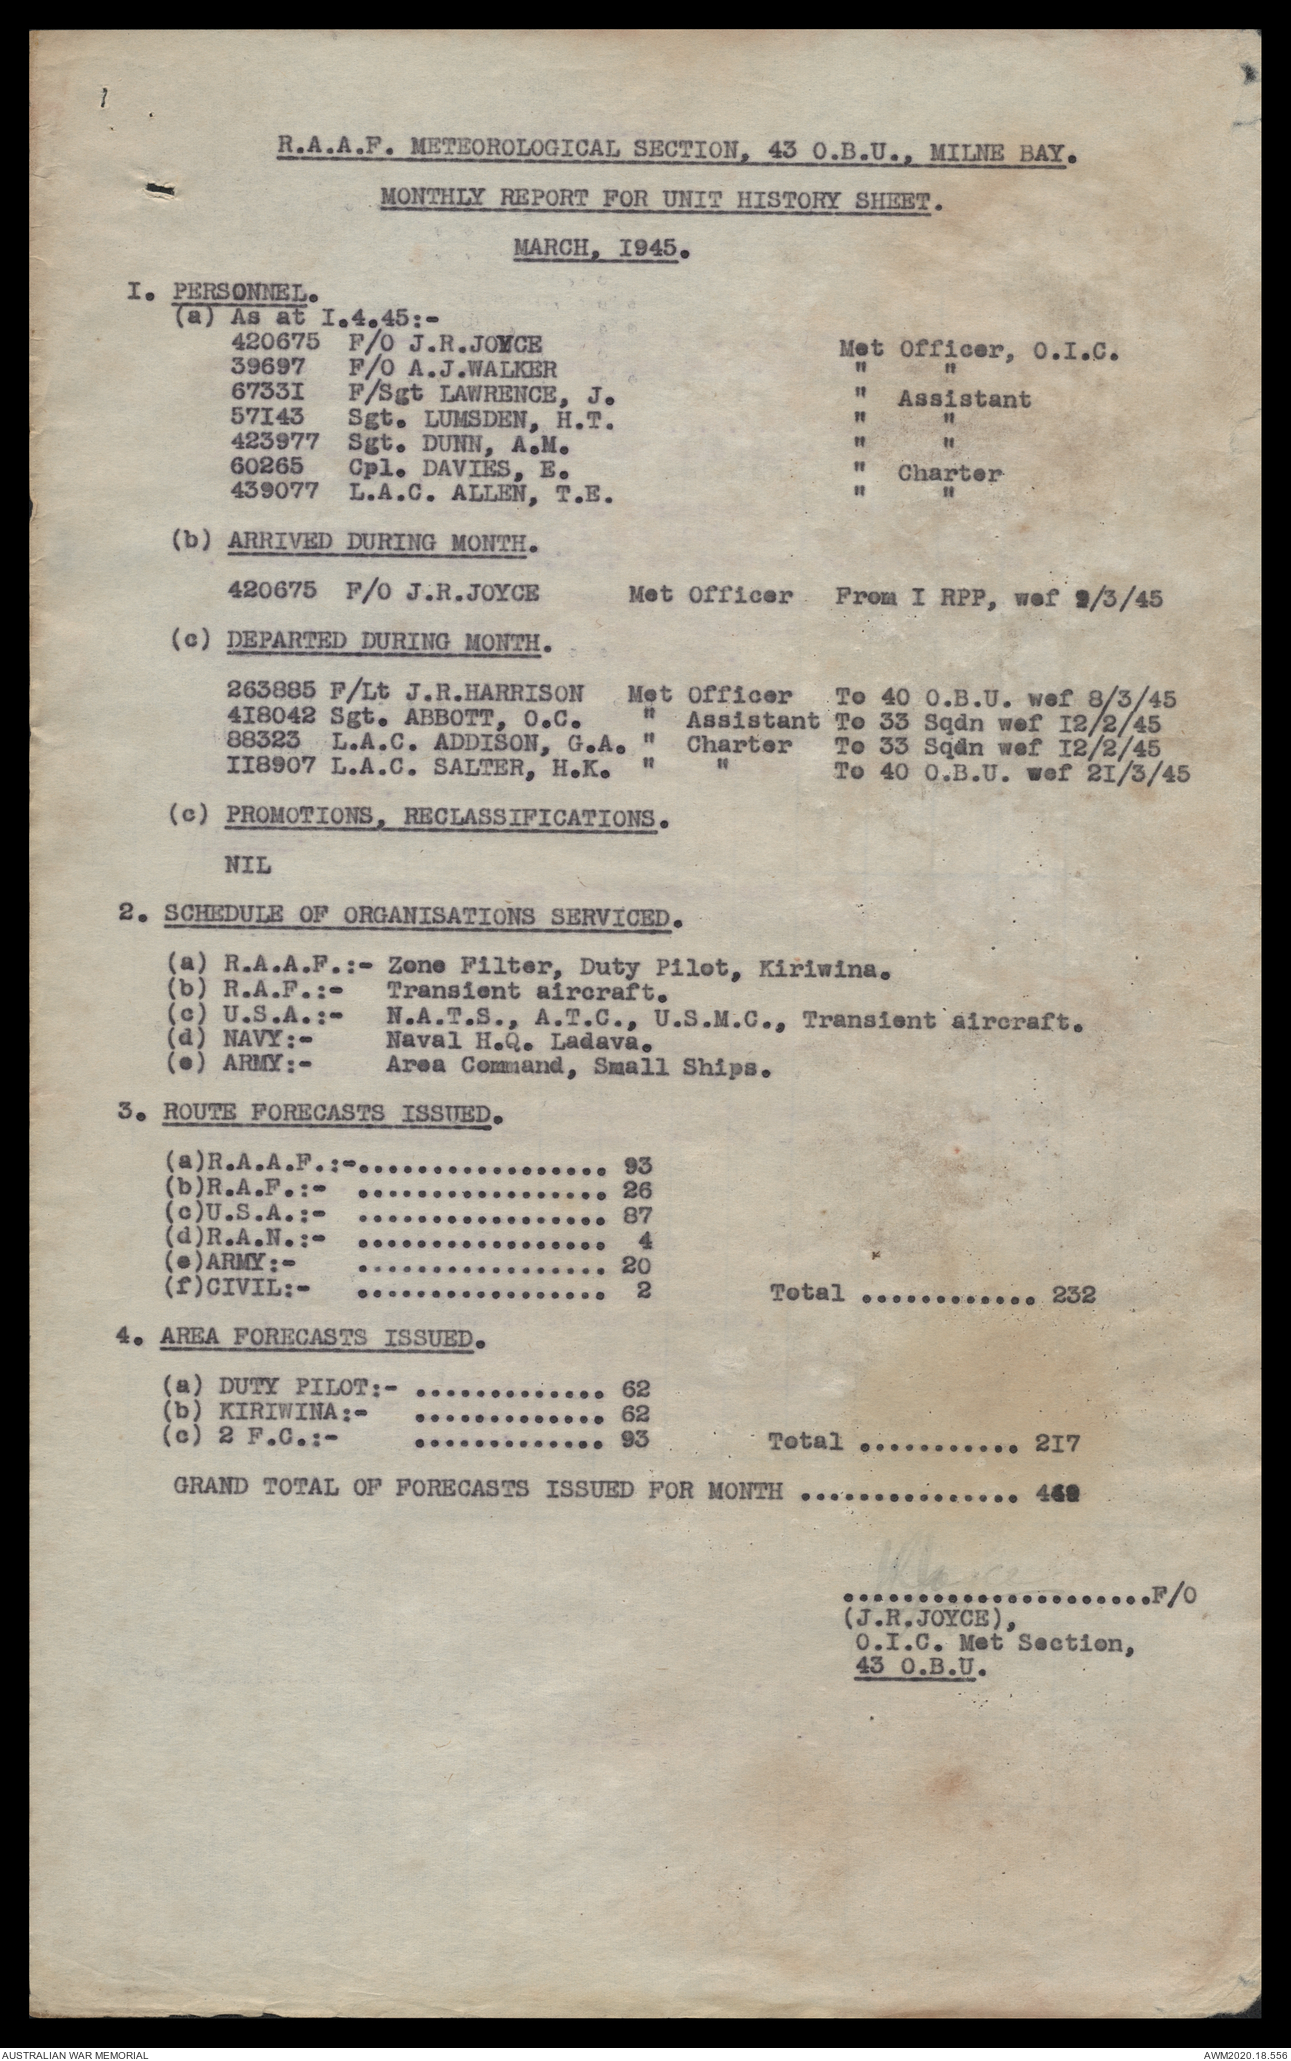 R.A.A.F. METEOROLOGICAL SECTION, 43 O.B.U., MILNE BAY.
MONTHLY REPORT FOR UNIT HISTORY SHEET.
MARCH, I945.
I. PERSONNEL.
(a) As at I.4.45:-
420675 F/O J.R.JOYCE Met Officer, O.I.C.
39697 F/O A.J.WALKER " "
6733I F/Sgt LAWRENCE, J. " Assistant
57I43 Sgt. LUMSDEN, H.T. " "
423977 Sgt. DUNN, A.M. " "
60265 Cpl. DAVIES, E. " Charter
439077 L.A.C. ALLEN, T.E. " "
(b) ARRIVED DURING MONTH.
420675 F/O J.R.JOYCE Met Officer From I RPP, wef /3/45
(c) DEPARTED DURING MONTH.
263885 F/Lt J.R.HARRISON Met Officer To 40 O.B.U. wef 8/3/45
4I8042 Sgt. ABBOTT, O.C. " Assistant To 33 Sqdn wef I2/2/45
88323 L.A.C. ADDISON, G.A. " Charter To 33 Sqdn wef I2/2/45
II8907 L.A.C. SALTER, H.K. " " To 40 O.B.U. wef 2I/3/45
(c) PROMOTIONS, RECLASSIFICATIONS.
NIL
2. SCHEDULE OF ORGANISATIONS SERVICED.
(a) R.A.A.F.:- Zone Filter, Duty Pilot, Kiriwina.
(b) R.A.F.:- Transient aircraft.
(c) U.S.A.:- N.A.T.S., A.T.C., U.S.M.C., Transient aircraft.
(d) NAVY:- Naval H.Q. Ladava.
(e) ARMY:- Area Command, Small Ships.
3. ROUTE FORECASTS ISSUED.
(a)R.A.A.F.:-................. 93
(b)R.A.F.:- ................. 26
(c)U.S.A.:- ................. 87
(d)R.A.N.:- ................. 4
(e)ARMY:- ................. 20
(f)CIVIL:- ................. 2 Total ............ 232
4. AREA FORECASTS ISSUED.
(a) DUTY PILOT:- ............. 62
(b) KIRIWINA:- ............. 62
(c) 2 F.C.:- ............. 93 Total ........... 2I7
GRAND TOTAL OF FORECASTS ISSUED FOR MONTH ...............
.....................F/O
(J.R.JOYCE),
O.I.C. Met Section,
43 O.B.U.
AUSTRALIAN WAR MEMORIAL AWM2020.18.556